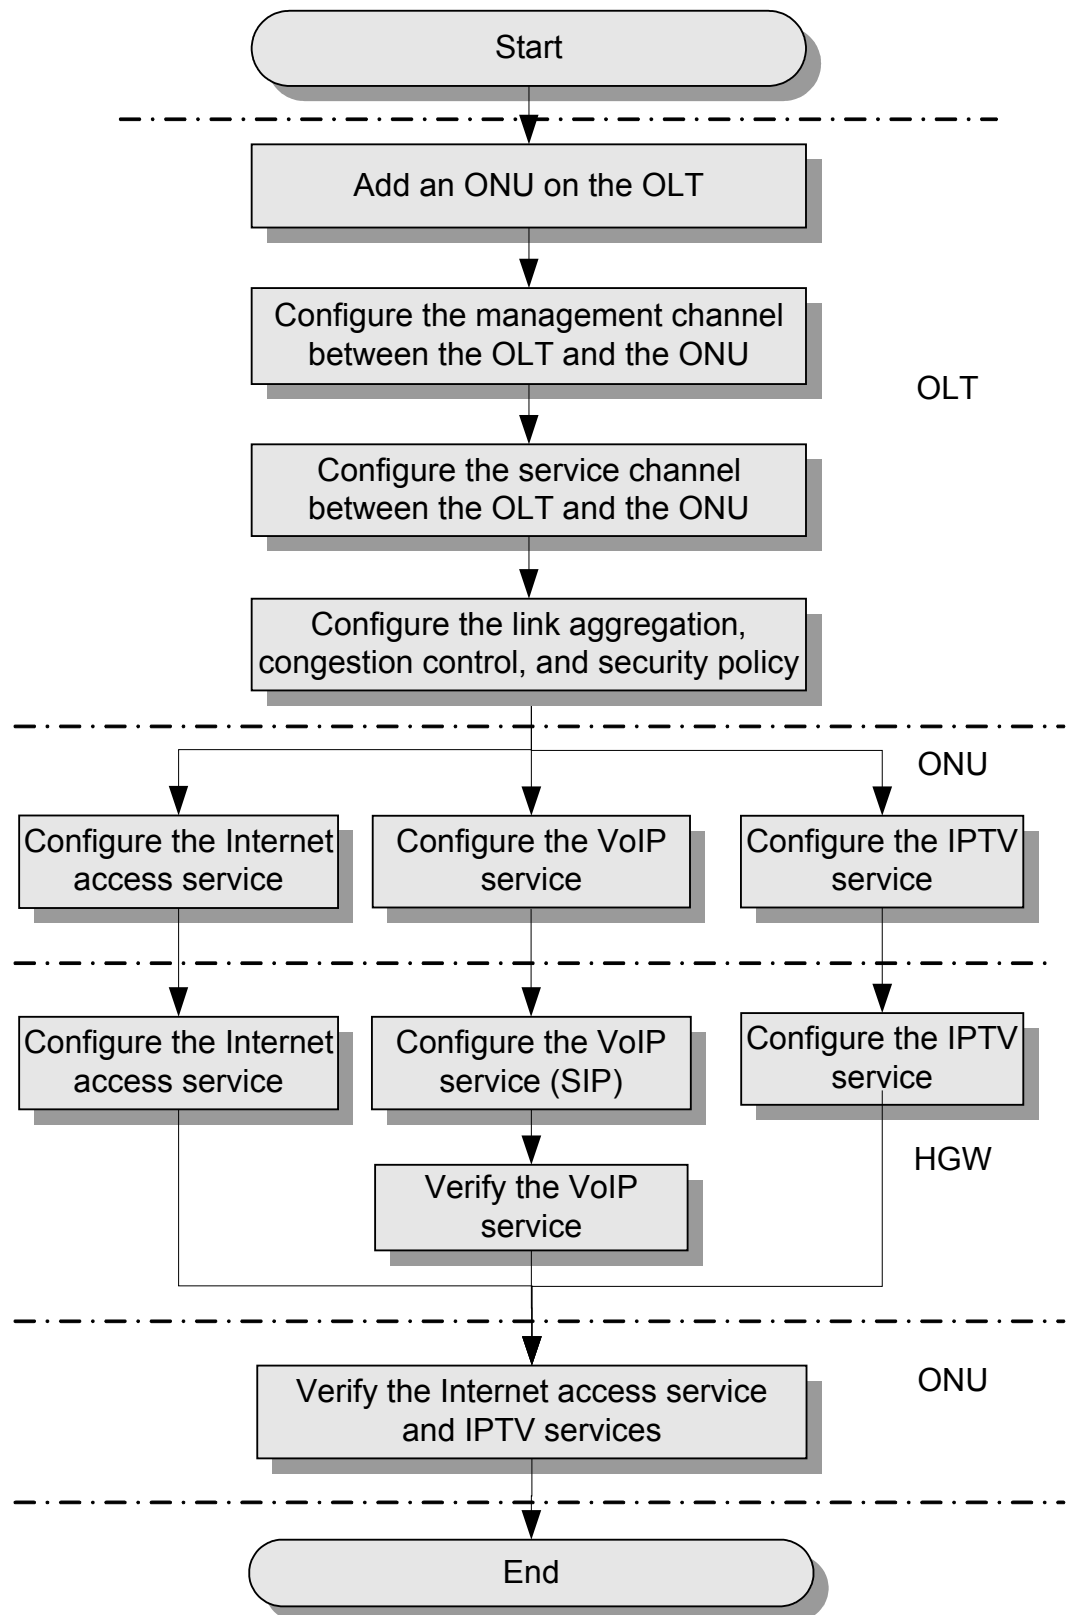 Start
Add an ONU on the OLT
Configure the management channel
between the OLT and the ONU
OLT
Configure the service channel
between the OLT and the ONU
Configure the link aggregation,
congestion control, and security policy
ONU
Configure the Internet
access service
Configure the VoIP
service
Configure the IPTV
service
Configure the Internet
access service
Configure the VoIP
service (SIP)
Configure the IPTV
service
HGW
Verify the VoIP
service
Verify the Internet access service
and IPTV services
ONU
End